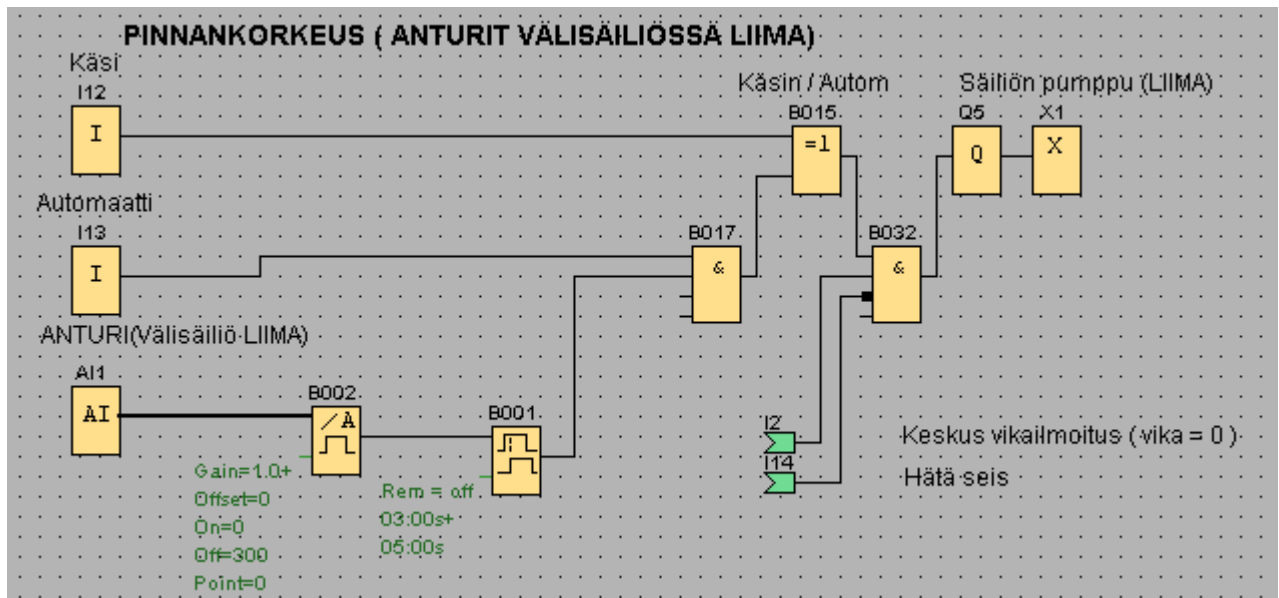 PINNANKORKEUS ( ANTURIT VÄLISÄILIÖSSÄ LIIMA)
Käsi
I12
I
Käsin / Autom
B015
=1
Säiliön pumppu (LIIMA)
Q5
Q
X1
X
Automaatti
I13
I
B017
&
B032
&
ANTURI(Välisäiliö LIIMA)
AI1
AI
B002
/A
B001
Gain=1.0+
Offset=0
On=0
Off=300
Point=0
Rem = off
03:00s+
05:00s
I2
Keskus vikailmoitus ( vika = 0 )
I14
Hätä seis